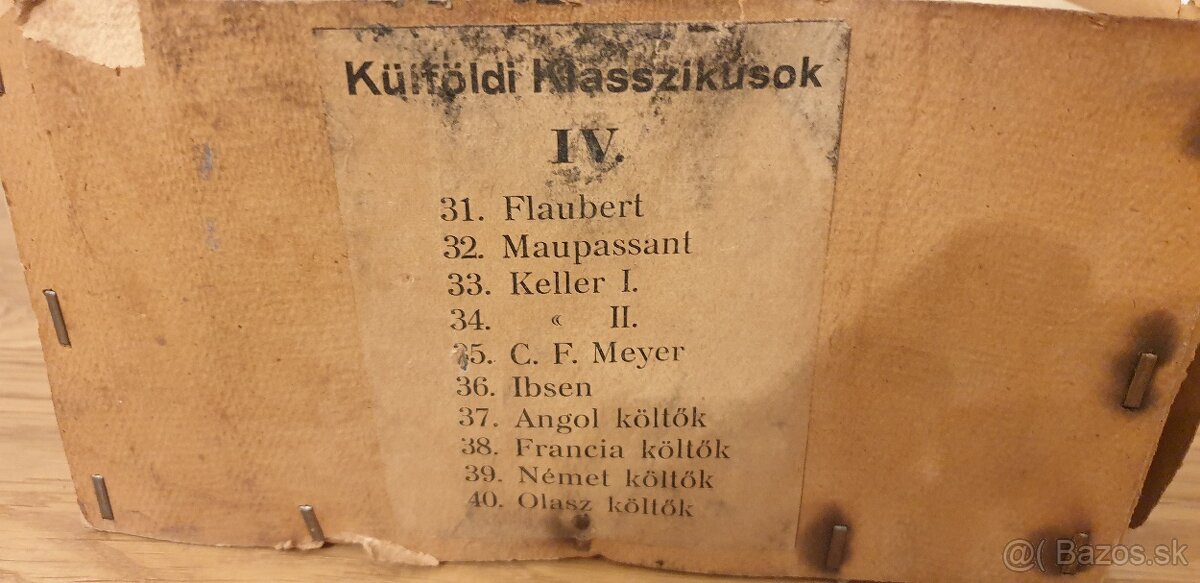 Külföldi Klasszikusok
IV.
31. Flaubert
32. Maupassant
33. Keller I.
34. « II.
35. C. F. Meyer
36. Ibsen
37. Angol költők
38. Francia költők
39. Német költők
40. Olasz költők
@( Bazos.sk